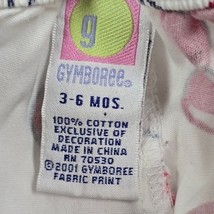 g
GYMBOREE®
3-6 MOS.
100% COTTON
EXCLUSIVE OF
DECORATION
MADE IN CHINA
RN 70530
© 2001 GYMBOREE
FABRIC PRINT